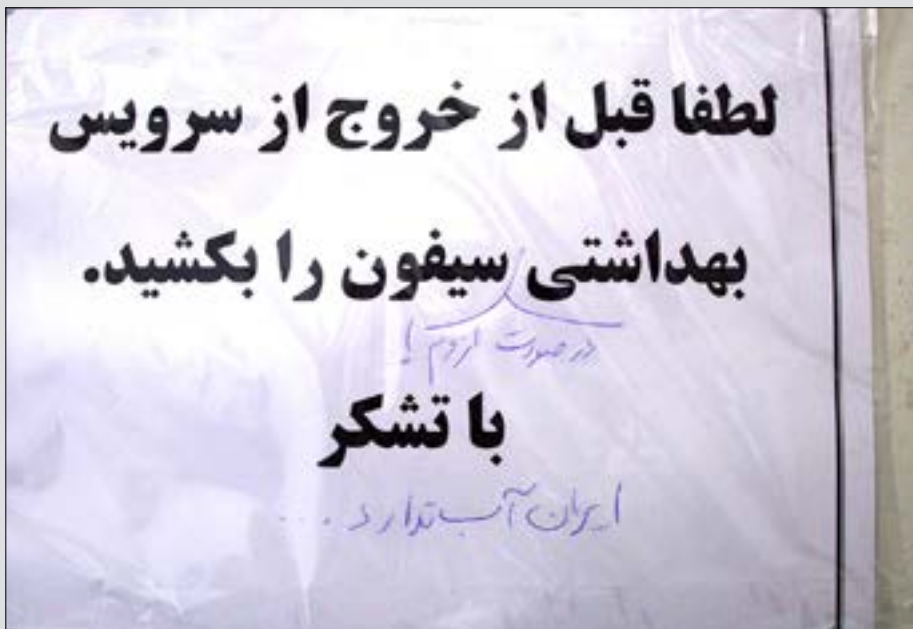 لطفا قبل از خروج از سرویس
بهداشتی سیفون را بکشید.
در صورت لزوم!
با تشکر
ایران آب ندارد ...